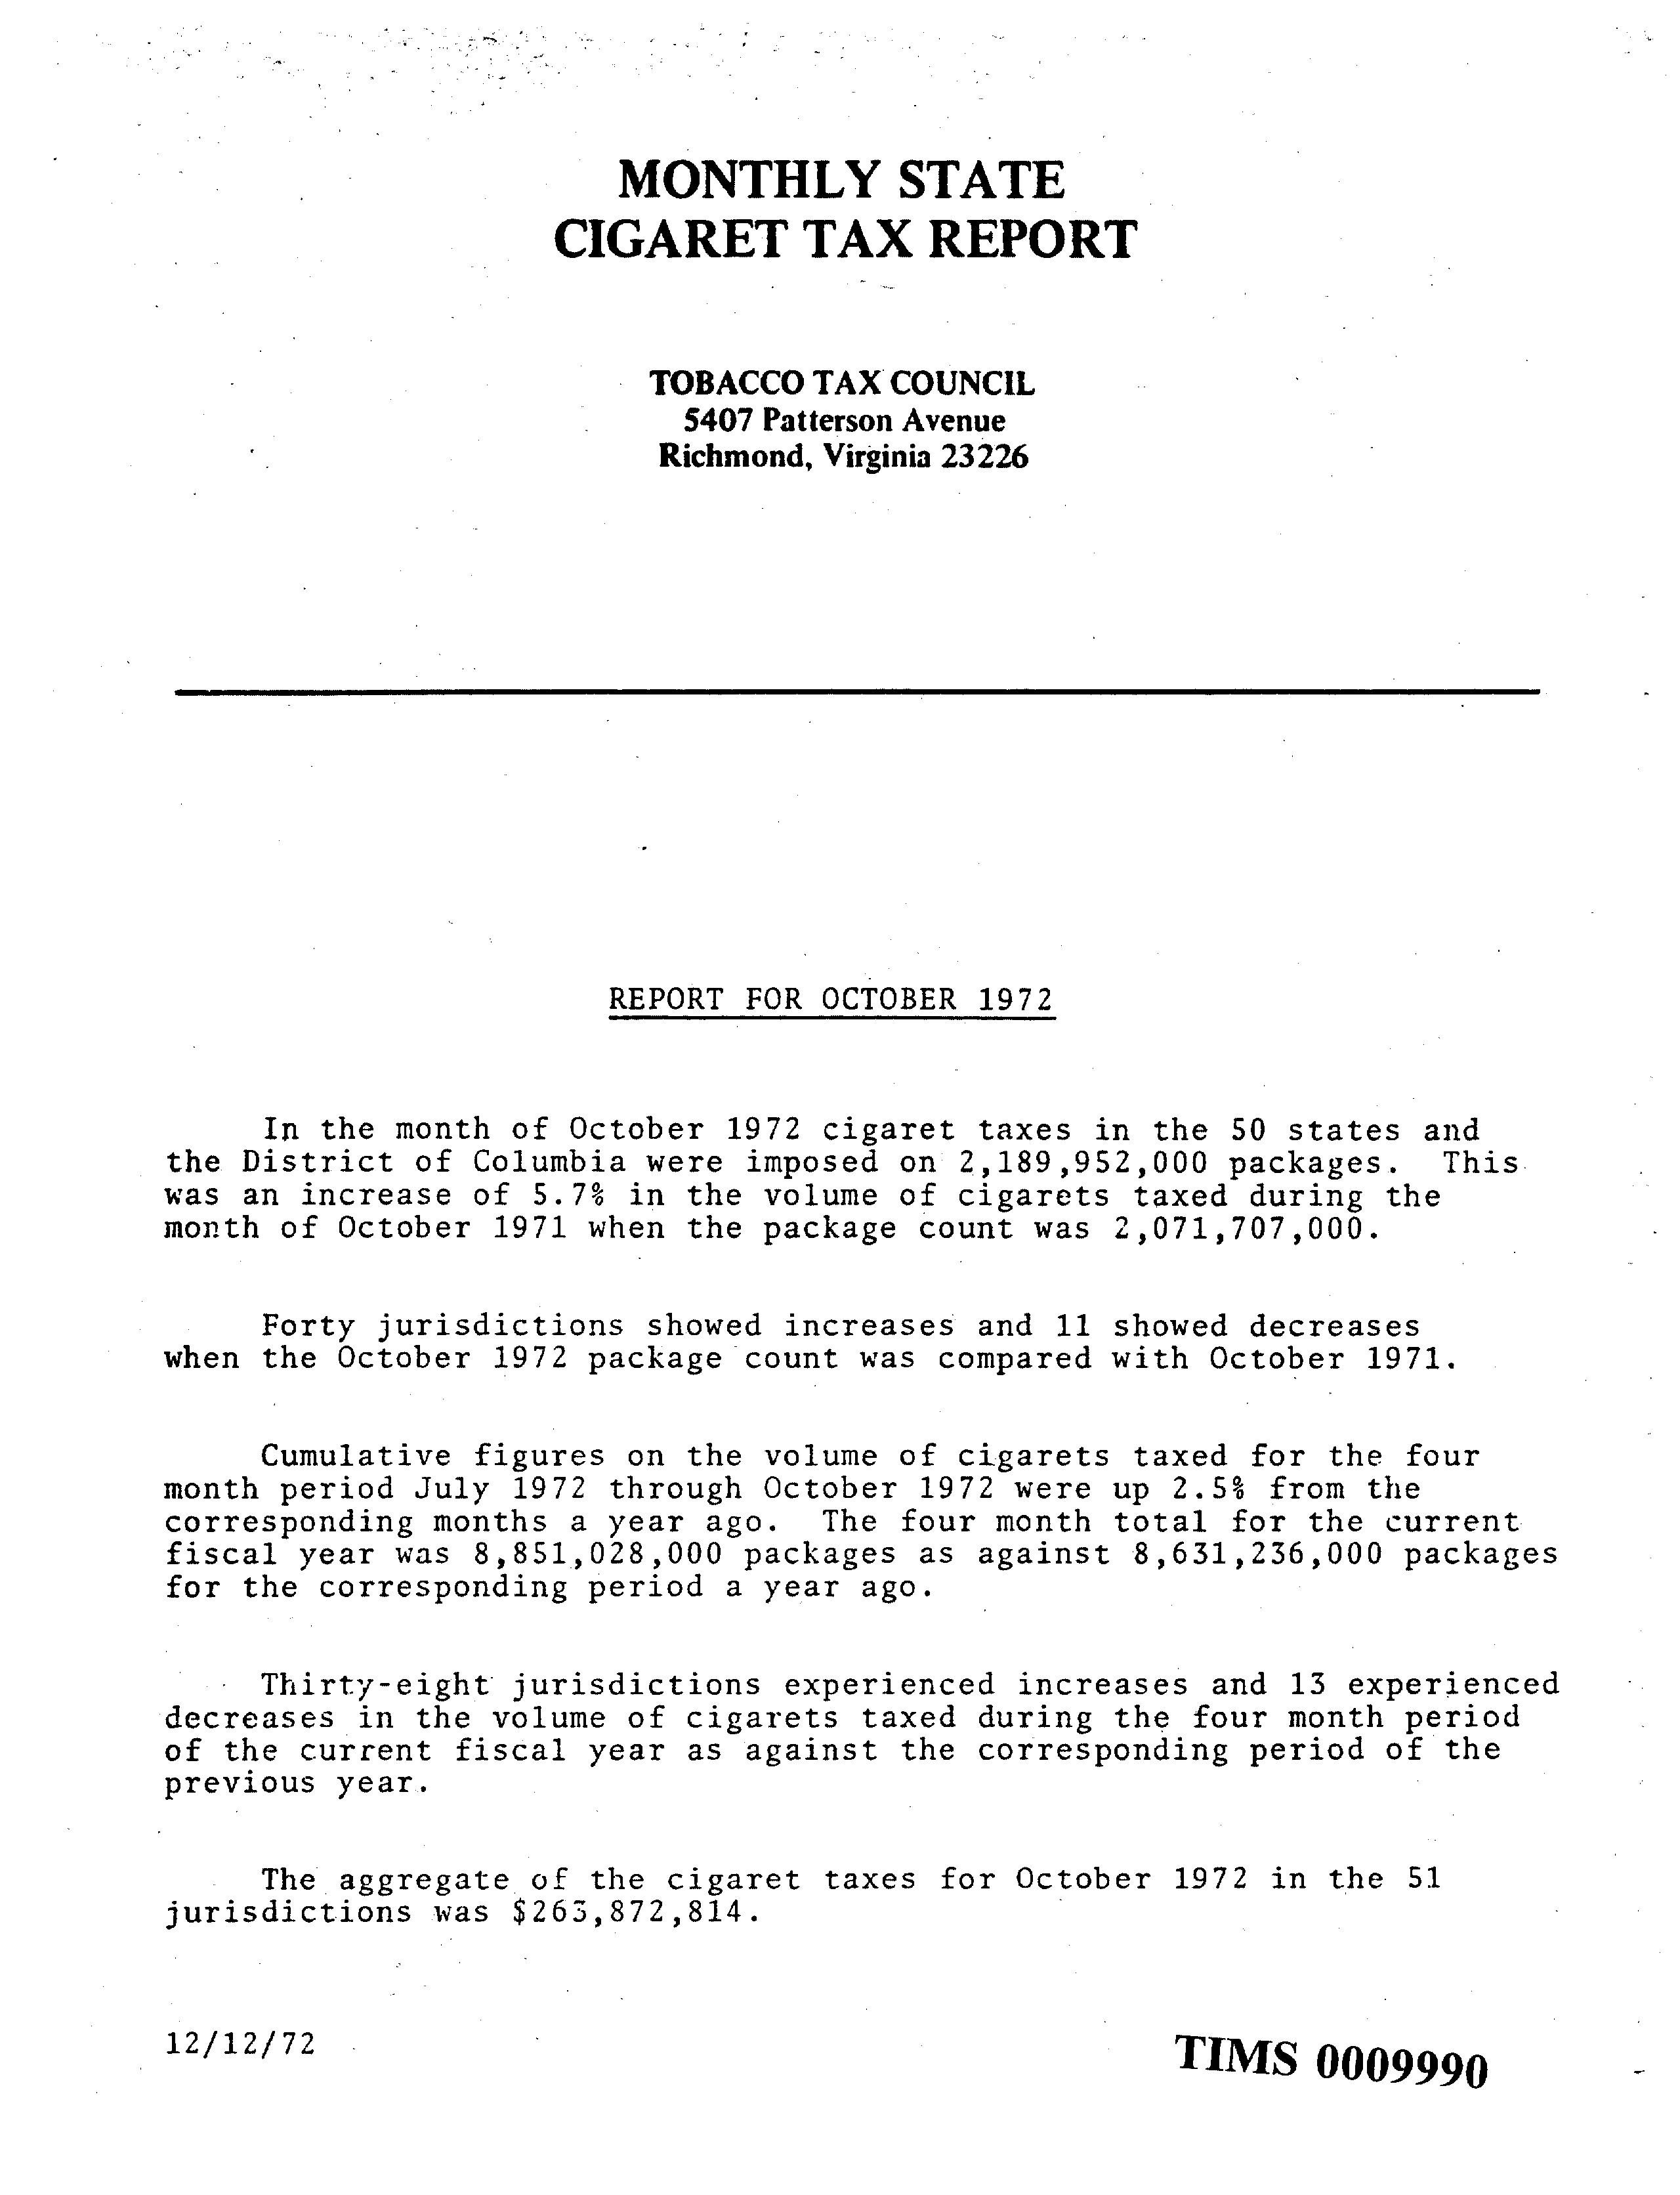 MONTHLY STATE
CIGARET TAX REPORT
TOBACCO TAX COUNCIL
5407 Patterson Avenue
Richmond, Virginia 23226
REPORT FOR OCTOBER 1972
In the month of October 1972 cigaret taxes in the 50 states and
the District of Columbia were imposed on 2,189,952,000 packages. This
was an increase of 5.7% in the volume of cigarets taxed during the
month of October 1971 when the package count was 2,071,707,000.
Forty jurisdictions showed increases and 11 showed decreases
when the October 1972 package count was compared with October 1971.
Cumulative figures on the volume of cigarets taxed for the four
month period July 1972 through October 1972 were up 2.5% from the
corresponding months a year ago. The four month total for the current
fiscal year was 8,851,028,000 packages as against 8,631,236,000 packages
for the corresponding period a year ago.
Thirty-eight jurisdictions experienced increases and 13 experienced
decreases in the volume of cigarets taxed during the four month period
of the current fiscal year as against the corresponding period of the
previous year.
The aggregate of the cigaret taxes for October 1972 in the 51
jurisdictions was $263,872,814.
12/12/72
TIMS 0009990